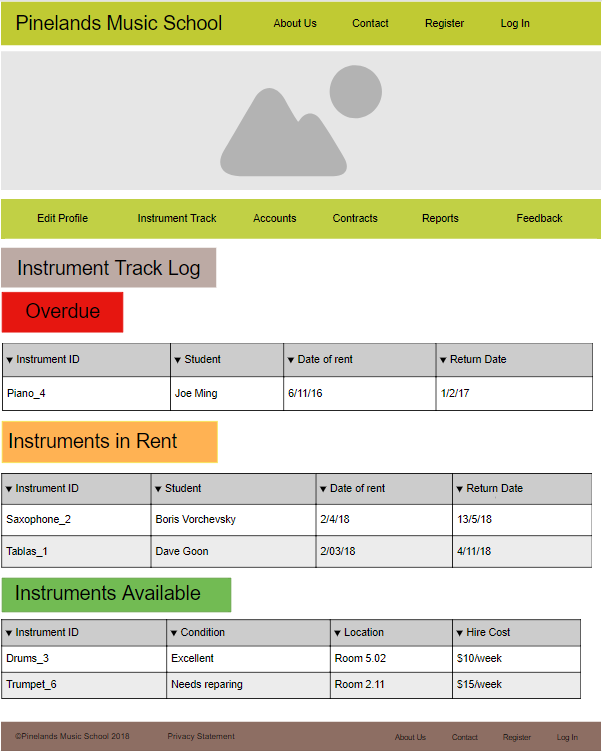 Pinelands Music School About Us Contact Register Log In
Edit Profile Instrument Track Accounts Contracts Reports Feedback
Instrument Track Log
Overdue
Instrument ID Student Date of rent Return Date
Piano_4 Joe Ming 6/11/16 1/2/17
Instruments in Rent
Instrument ID Student Date of rent Return Date
Saxophone_2 Boris Vorchevsky 2/4/18 13/5/18
Tablas_1 Dave Goon 2/03/18 4/11/18
Instruments Available
Instrument ID Condition Location Hire Cost
Drums_3 Excellent Room 5.02 $10/week
Trumpet_6 Needs reparing Room 2.11 $15/week
©Pinelands Music School 2018 Privacy Statement About Us Contact Register Log In